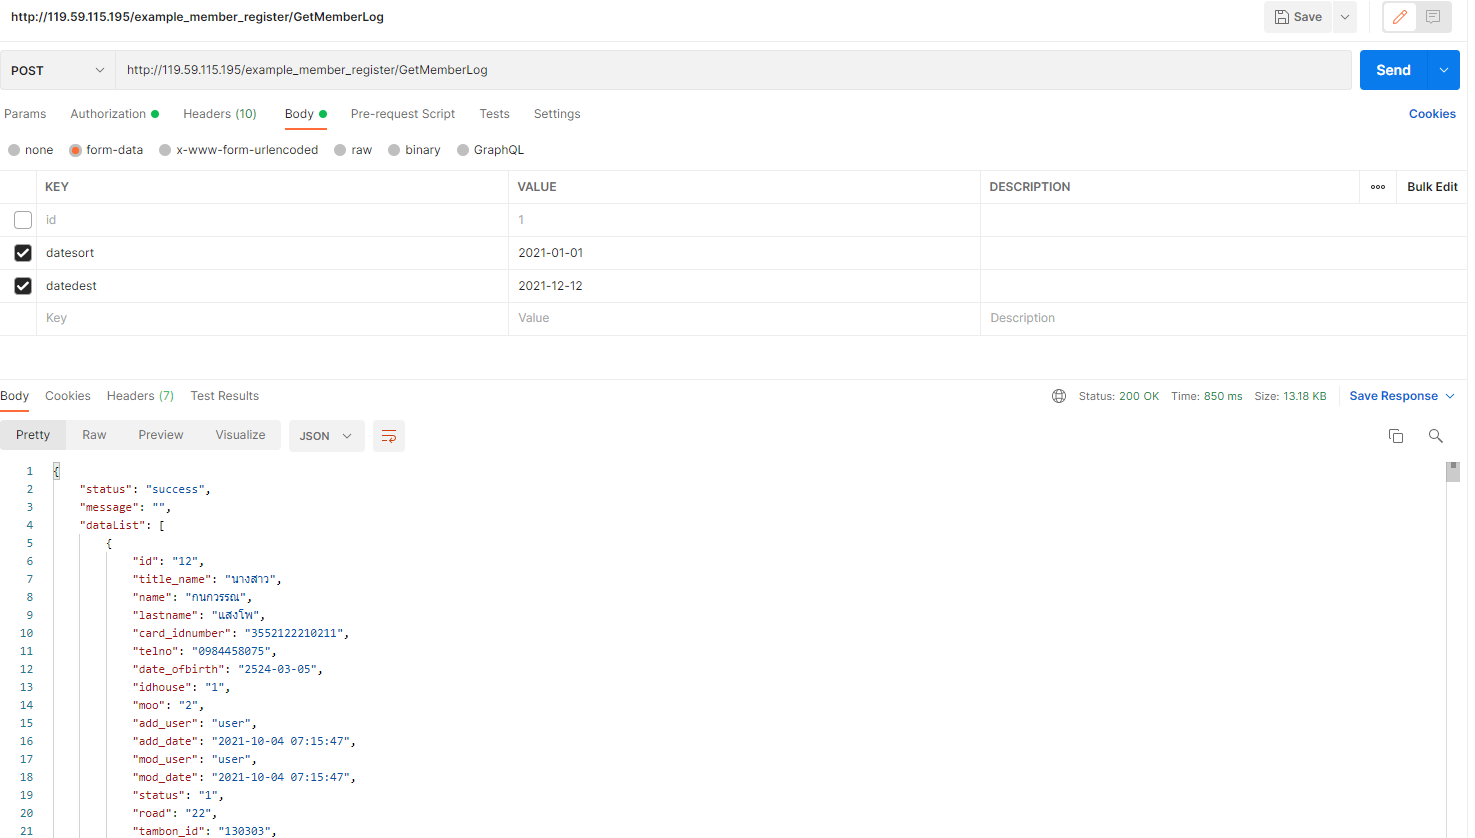 http://119.59.115.195/example_member_register/GetMemberLog
Save
POST
http://119.59.115.195/example_member_register/GetMemberLog
Send
Params Authorization Headers (10) Body Pre-request Script Tests Settings Cookies
none form-data x-www-form-urlencoded raw binary GraphQL
KEY VALUE DESCRIPTION ooo Bulk Edit
id 1
datesort 2021-01-01
datedest 2021-12-12
Key Value Description
Body Cookies Headers (7) Test Results Status: 200 OK Time: 850 ms Size: 13.18 KB Save Response
Pretty Raw Preview Visualize JSON
1 {
2 "status": "success",
3 "message": "",
4 "dataList": [
5 {
6 "id": "12",
7 "title_name": "นางสาว",
8 "name": "กนกวรรณ",
9 "lastname": "แสงโพ",
10 "card_idnumber": "3552122210211",
11 "telno": "0984458075",
12 "date_ofbirth": "2524-03-05",
13 "idhouse": "1",
14 "moo": "2",
15 "add_user": "user",
16 "add_date": "2021-10-04 07:15:47",
17 "mod_user": "user",
18 "mod_date": "2021-10-04 07:15:47",
19 "status": "1",
20 "road": "22",
21 "tambon_id": "130303",